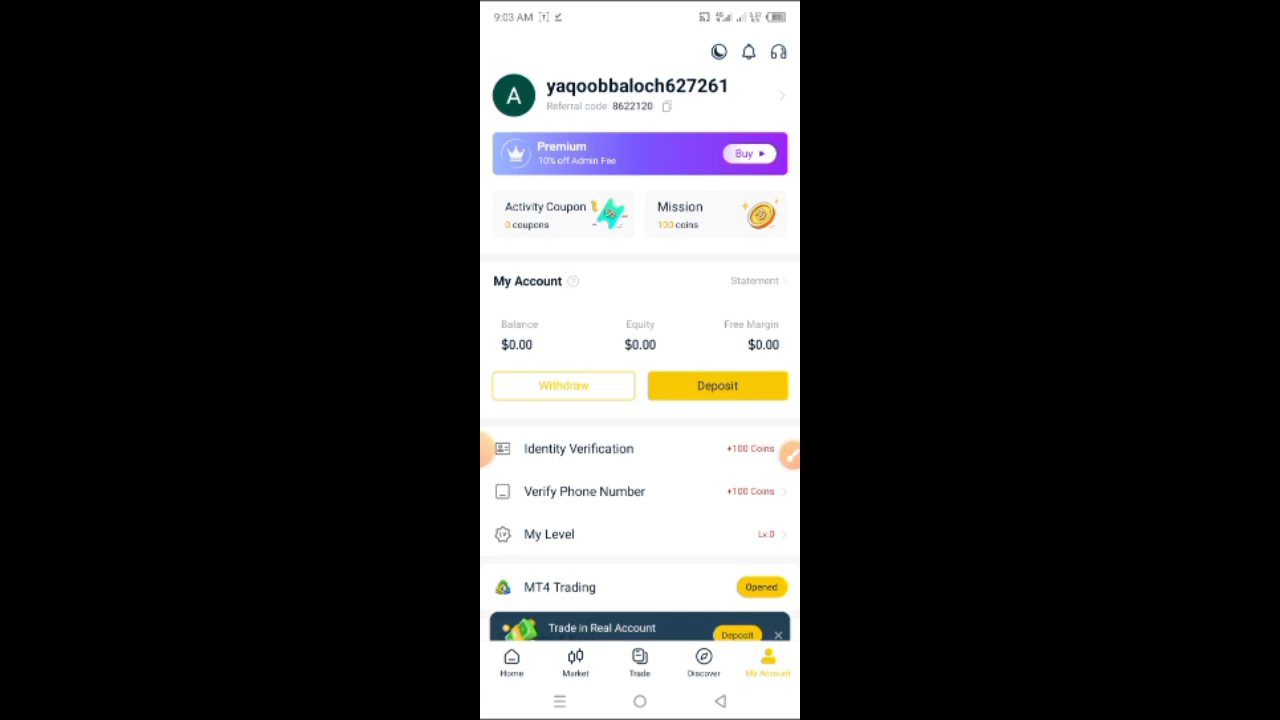 9:03 AM
yaqoobbaloch627261
Referral code: 8622120
Premium
10% off Admin Fee
Buy
Activity Coupon
0 coupons
Mission
100 coins
My Account
Statement
Balance
Equity
Free Margin
$0.00
$0.00
$0.00
Withdraw
Deposit
Identity Verification
+100 Coins
Verify Phone Number
+100 Coins
My Level
Lv.0
MT4 Trading
Opened
Trade in Real Account
Deposit
Home
Market
Trade
Discover
My Account